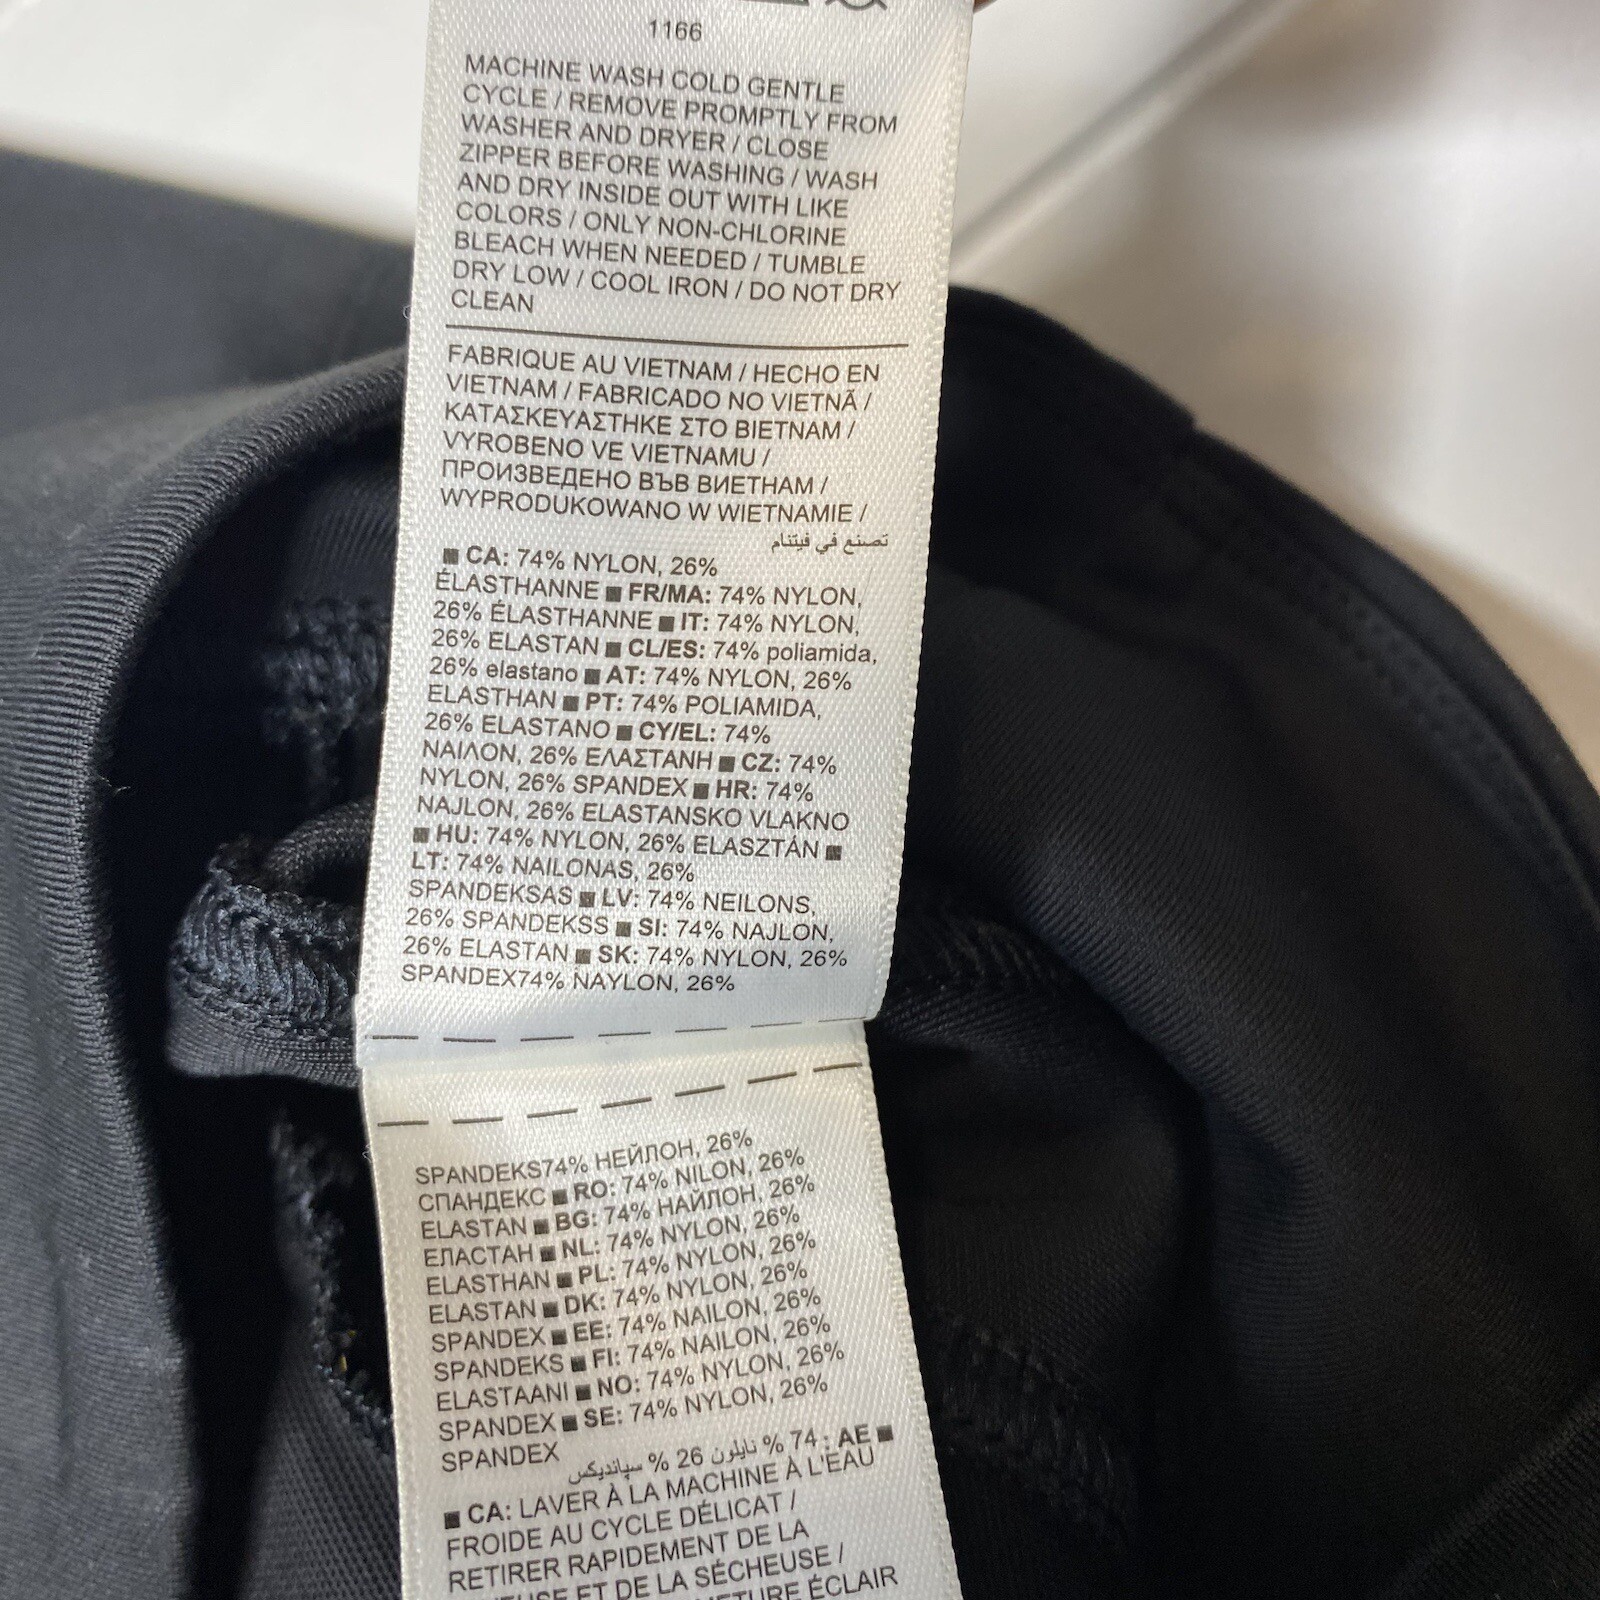 1166
MACHINE WASH COLD GENTLE
CYCLE / REMOVE PROMPTLY FROM
WASHER AND DRYER / CLOSE
ZIPPER BEFORE WASHING / WASH
AND DRY INSIDE OUT WITH LIKE
COLORS / ONLY NON-CHLORINE
BLEACH WHEN NEEDED / TUMBLE
DRY LOW / COOL IRON / DO NOT DRY
CLEAN
FABRIQUE AU VIETNAM / HECHO EN
VIETNAM / FABRICADO NO VIETNÃ /
ΚΑΤΑΣΚΕΥΑΣΤΗΚΕ ΣΤΟ ΒΙΕΤΝΑΜ /
VYROBENO VE VIETNAMU /
ПРОИЗВЕДЕНО ВЪВ ВИЕТНАМ /
WYPRODUKOWANO W WIETNAMIE /
تصنع في فيتنام
■ CA: 74% NYLON, 26%
ÉLASTHANNE ■ FR/MA: 74% NYLON,
26% ÉLASTHANNE ■ IT: 74% NYLON,
26% ELASTAN ■ CL/ES: 74% poliamida,
26% elastano ■ AT: 74% NYLON, 26%
ELASTHAN ■ PT: 74% POLIAMIDA,
26% ELASTANO ■ CY/EL: 74%
ΝΑΙΛΟΝ, 26% ΕΛΑΣΤΑΝΗ ■ CZ: 74%
NYLON, 26% SPANDEX ■ HR: 74%
NAJLON, 26% ELASTANSKO VLAKNO
■ HU: 74% NYLON, 26% ELASZTÁN ■
LT: 74% NAILONAS, 26%
SPANDEKSAS ■ LV: 74% NEILONS,
26% SPANDEKSS ■ SI: 74% NAJLON,
26% ELASTAN ■ SK: 74% NYLON, 26%
SPANDEX74% NAYLON, 26%
SPANDEKS74% НЕЙЛОН, 26%
СПАНДЕКС ■ RO: 74% NILON, 26%
ELASTAN ■ BG: 74% НАЙЛОН, 26%
ЕЛАСТАН ■ NL: 74% NYLON, 26%
ELASTHAN ■ PL: 74% NYLON, 26%
ELASTAN ■ DK: 74% NYLON, 26%
SPANDEX ■ EE: 74% NAILON, 26%
SPANDEKS ■ FI: 74% NAILON, 26%
ELASTAANI ■ NO: 74% NYLON, 26%
SPANDEX ■ SE: 74% NYLON, 26%
SPANDEX
■ AE : 74 % نايلون 26 % سباندكس
■ CA: LAVER À LA MACHINE À L'EAU
FROIDE AU CYCLE DÉLICAT /
RETIRER RAPIDEMENT DE LA
ET DE LA SÉCHEUSE /
ÉCLAIR